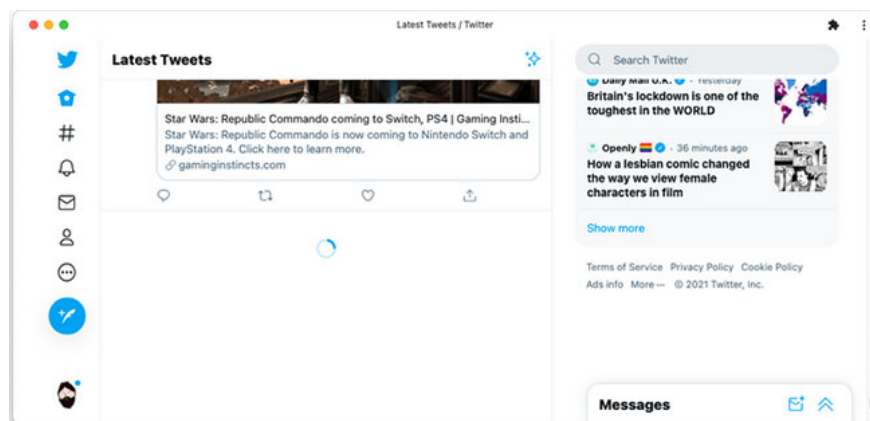 Latest Tweets / Twitter
Latest Tweets
Star Wars: Republic Commando coming to Switch, PS4 | Gaming Insti...
Star Wars: Republic Commando is now coming to Nintendo Switch and
PlayStation 4. Click here to learn more.
gaminginstincts.com
Search Twitter
Daily Mail U.K. · Yesterday
Britain's lockdown is one of the
toughest in the WORLD
Openly 🏳️‍🌈 · 36 minutes ago
How a lesbian comic changed
the way we view female
characters in film
Show more
Terms of Service Privacy Policy Cookie Policy
Ads info More ··· © 2021 Twitter, Inc.
Messages